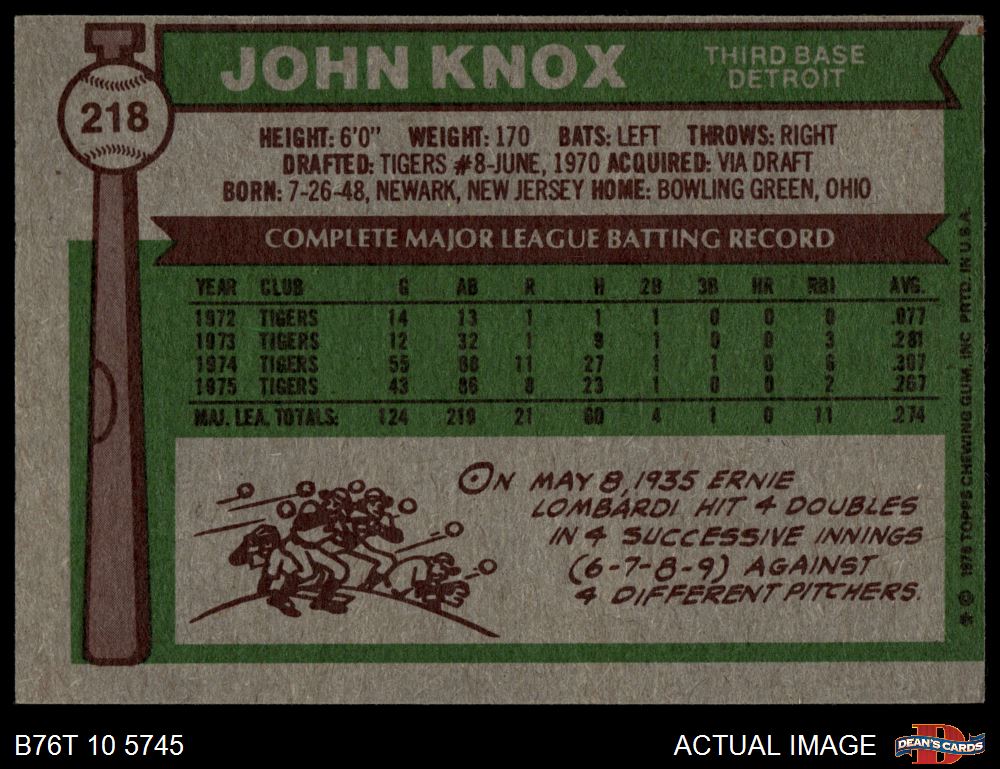 218
JOHN KNOX
THIRD BASE
DETROIT
HEIGHT: 6'0" WEIGHT: 170 BATS: LEFT THROWS: RIGHT
DRAFTED: TIGERS #8-JUNE, 1970 ACQUIRED: VIA DRAFT
BORN: 7-26-48, NEWARK, NEW JERSEY HOME: BOWLING GREEN, OHIO
COMPLETE MAJOR LEAGUE BATTING RECORD
YEAR CLUB G AB R H 2B 3B HR RBI AVG.
1972 TIGERS 14 13 1 1 1 0 0 0 .077
1973 TIGERS 12 32 1 9 1 0 0 3 .281
1974 TIGERS 55 88 11 27 1 1 0 6 .307
1975 TIGERS 43 86 8 23 1 0 0 2 .267
MAJ. LEA. TOTALS: 124 219 21 60 4 1 0 11 .274
ON MAY 8, 1935 ERNIE
LOMBARDI HIT 4 DOUBLES
IN 4 SUCCESSIVE INNINGS
(6-7-8-9) AGAINST
4 DIFFERENT PITCHERS.
* © 1976 TOPPS CHEWING GUM, INC. PRTD. IN U.S.A.
B76T 10 5745
ACTUAL IMAGE
D
DEAN'S CARDS